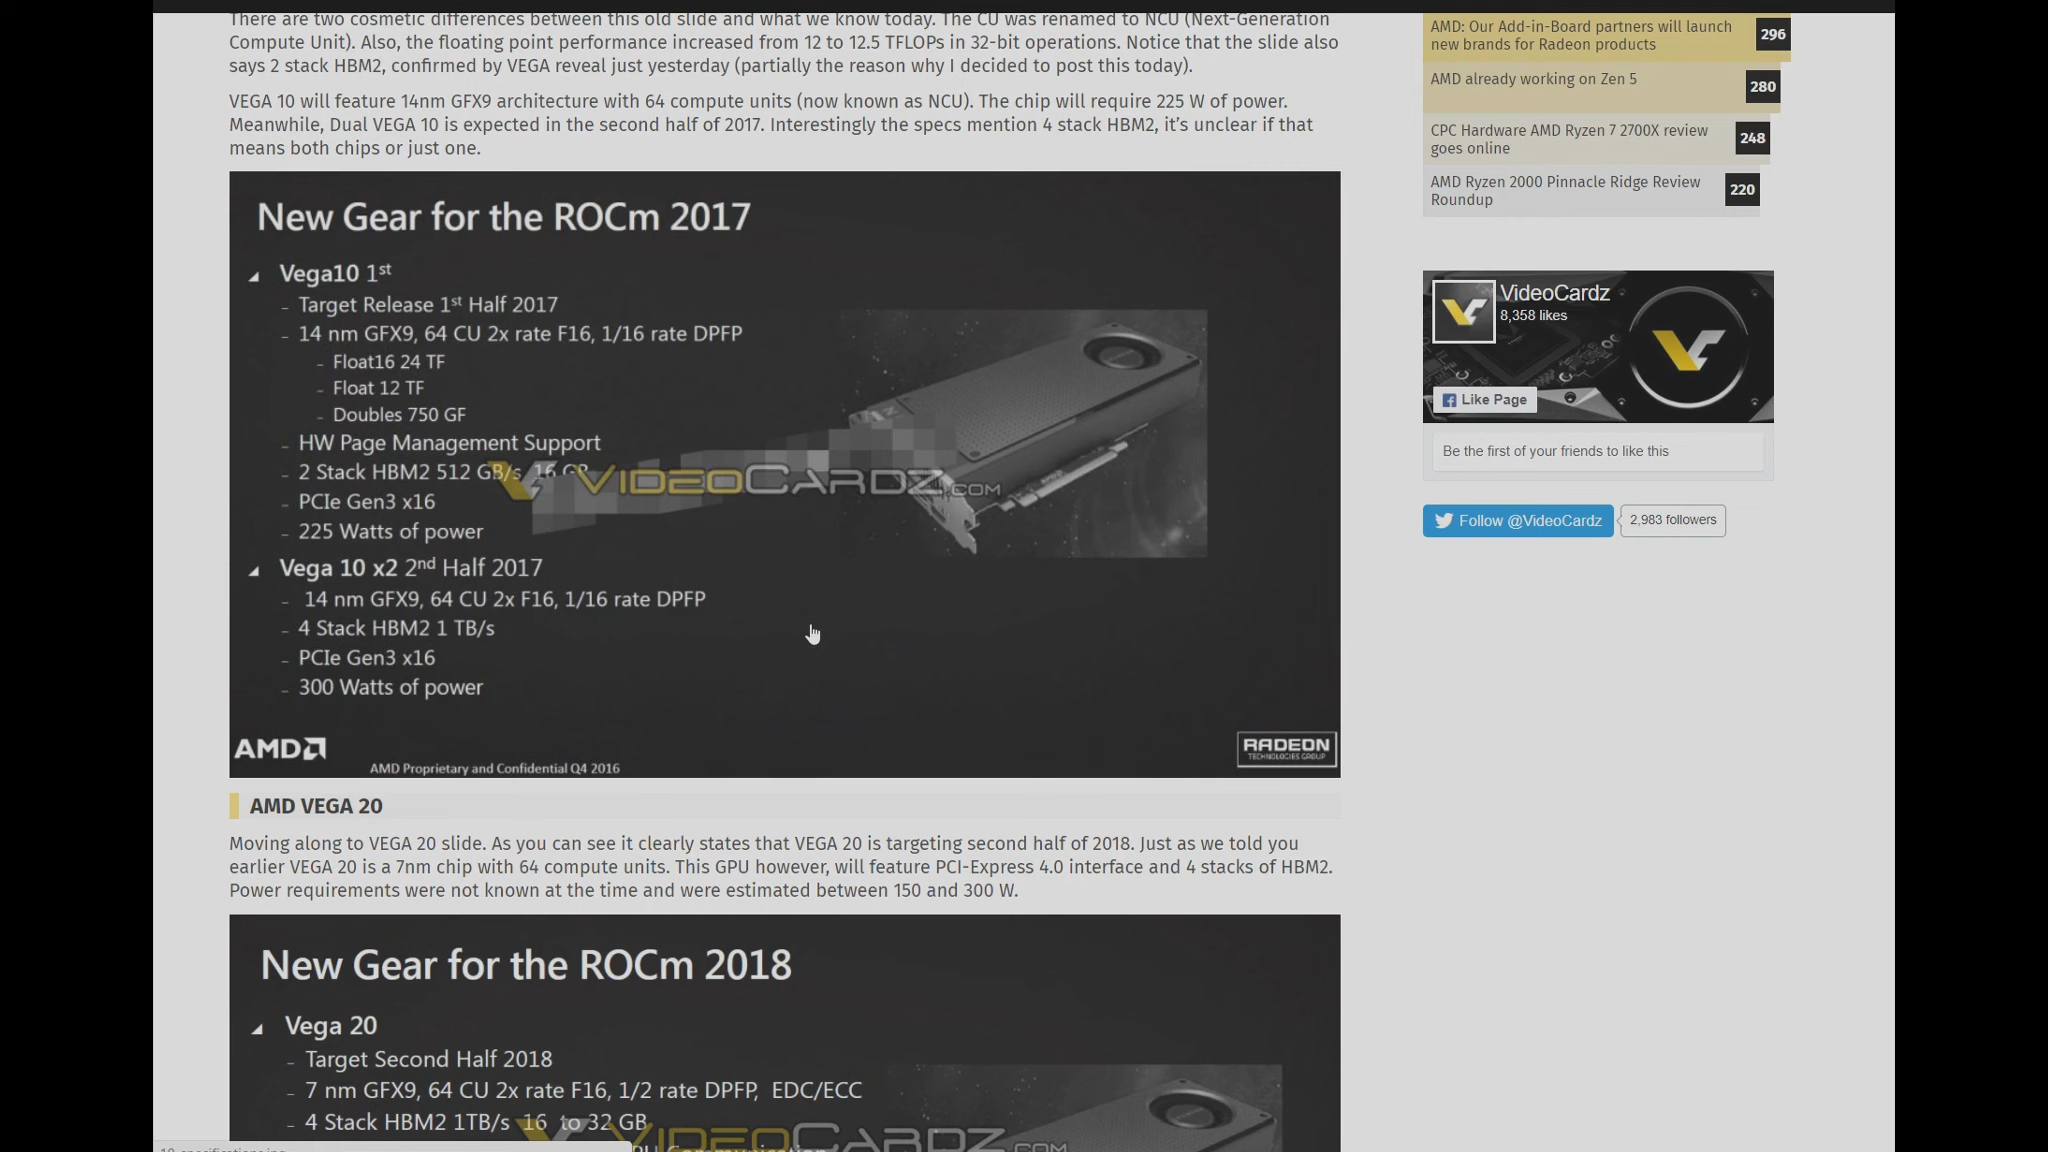 There are two cosmetic differences between this old slide and what we know today. The CU was renamed to NCU (Next-Generation
Compute Unit). Also, the floating point performance increased from 12 to 12.5 TFLOPs in 32-bit operations. Notice that the slide also
says 2 stack HBM2, confirmed by VEGA reveal just yesterday (partially the reason why I decided to post this today).
VEGA 10 will feature 14nm GFX9 architecture with 64 compute units (now known as NCU). The chip will require 225 W of power.
Meanwhile, Dual VEGA 10 is expected in the second half of 2017. Interestingly the specs mention 4 stack HBM2, it's unclear if that
means both chips or just one.
New Gear for the ROCm 2017
Vega10 1st
- Target Release 1st Half 2017
- 14 nm GFX9, 64 CU 2x rate F16, 1/16 rate DPFP
- Float16 24 TF
- Float 12 TF
- Doubles 750 GF
- HW Page Management Support
- 2 Stack HBM2 512 GB/s 16 GB
- PCIe Gen3 x16
- 225 Watts of power
VIDEOCARDZ.COM
Vega 10 x2 2nd Half 2017
- 14 nm GFX9, 64 CU 2x F16, 1/16 rate DPFP
- 4 Stack HBM2 1 TB/s
- PCIe Gen3 x16
- 300 Watts of power
AMD
AMD Proprietary and Confidential Q4 2016
RADEON
TECHNOLOGIES GROUP
AMD VEGA 20
Moving along to VEGA 20 slide. As you can see it clearly states that VEGA 20 is targeting second half of 2018. Just as we told you
earlier VEGA 20 is a 7nm chip with 64 compute units. This GPU however, will feature PCI-Express 4.0 interface and 4 stacks of HBM2.
Power requirements were not known at the time and were estimated between 150 and 300 W.
New Gear for the ROCm 2018
Vega 20
- Target Second Half 2018
- 7 nm GFX9, 64 CU 2x rate F16, 1/2 rate DPFP, EDC/ECC
- 4 Stack HBM2 1TB/s 16 to 32 GB
VIDEOCARDZ.COM
AMD: Our Add-in-Board partners will launch
new brands for Radeon products
296
AMD already working on Zen 5
280
CPC Hardware AMD Ryzen 7 2700X review
goes online
248
AMD Ryzen 2000 Pinnacle Ridge Review
Roundup
220
VideoCardz
8,358 likes
Like Page
Be the first of your friends to like this
Follow @VideoCardz
2,983 followers